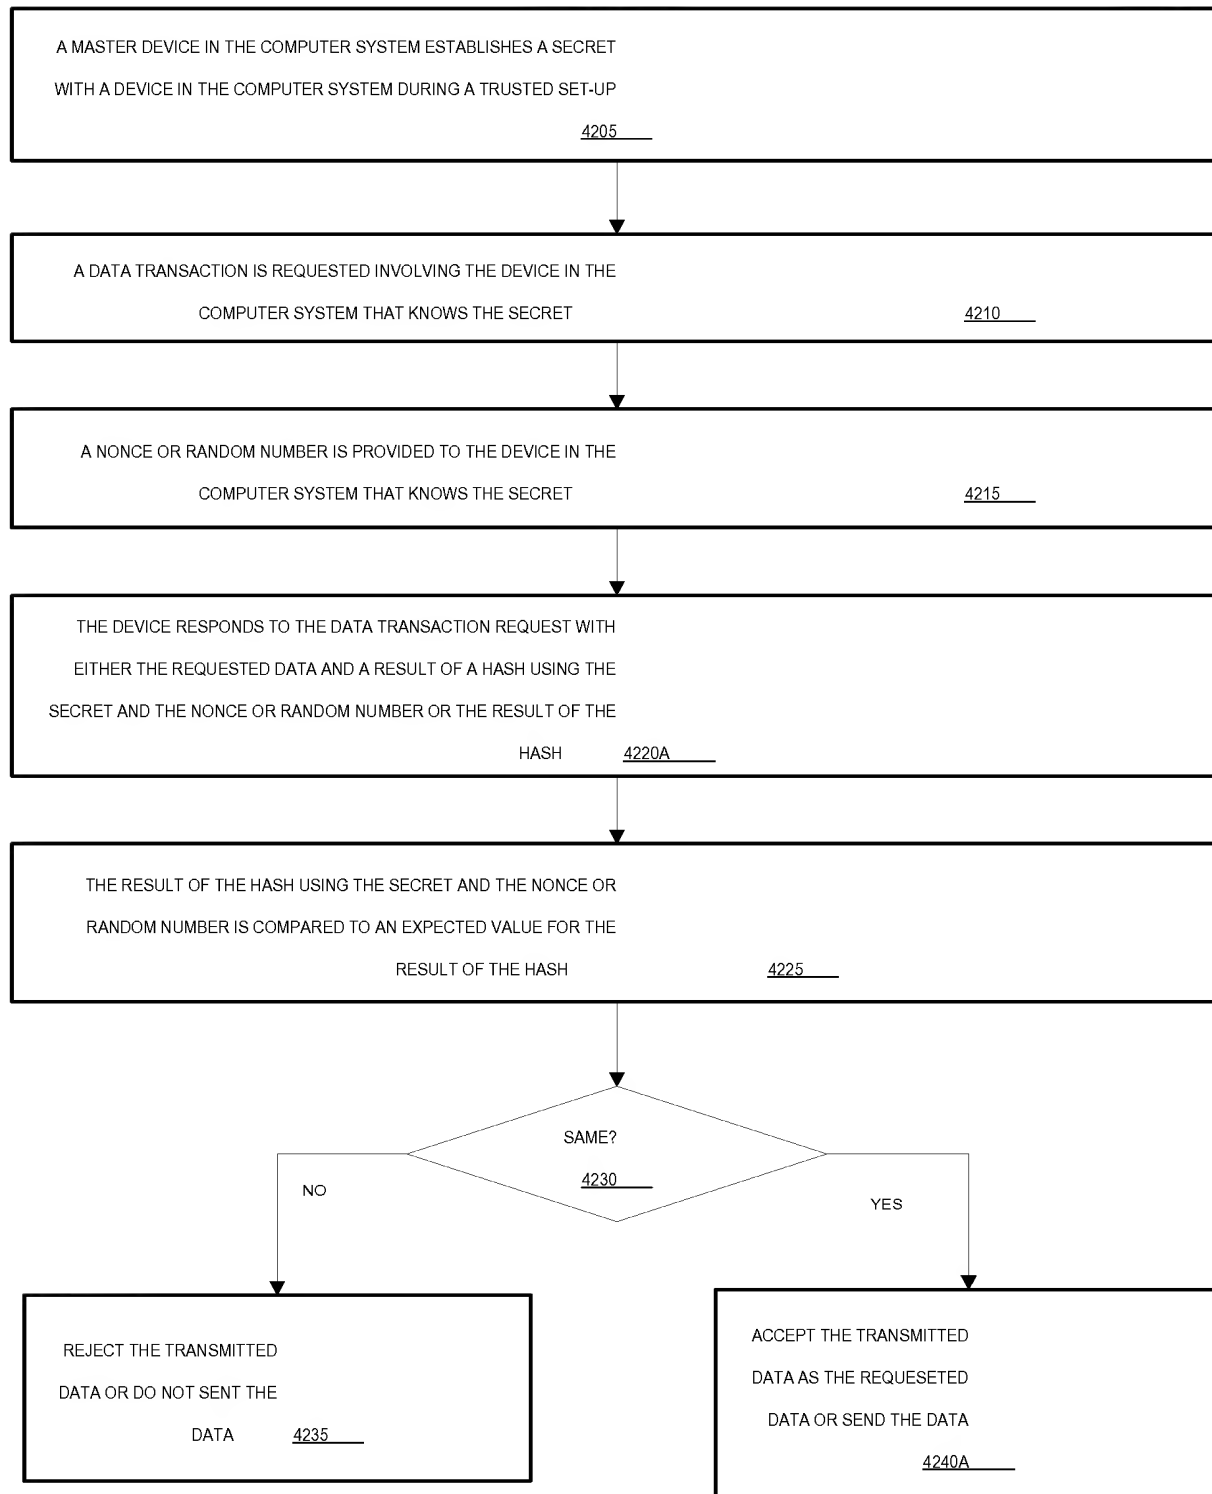 A MASTER DEVICE IN THE COMPUTER SYSTEM ESTABLISHES A SECRET
WITH A DEVICE IN THE COMPUTER SYSTEM DURING A TRUSTED SET-UP
4205
A DATA TRANSACTION IS REQUESTED INVOLVING THE DEVICE IN THE
COMPUTER SYSTEM THAT KNOWS THE SECRET 4210
A NONCE OR RANDOM NUMBER IS PROVIDED TO THE DEVICE IN THE
COMPUTER SYSTEM THAT KNOWS THE SECRET 4215
THE DEVICE RESPONDS TO THE DATA TRANSACTION REQUEST WITH
EITHER THE REQUESTED DATA AND A RESULT OF A HASH USING THE
SECRET AND THE NONCE OR RANDOM NUMBER OR THE RESULT OF THE
HASH 4220A
THE RESULT OF THE HASH USING THE SECRET AND THE NONCE OR
RANDOM NUMBER IS COMPARED TO AN EXPECTED VALUE FOR THE
RESULT OF THE HASH 4225
SAME?
4230
NO
YES
REJECT THE TRANSMITTED
DATA OR DO NOT SENT THE
DATA 4235
ACCEPT THE TRANSMITTED
DATA AS THE REQUESETED
DATA OR SEND THE DATA
4240A